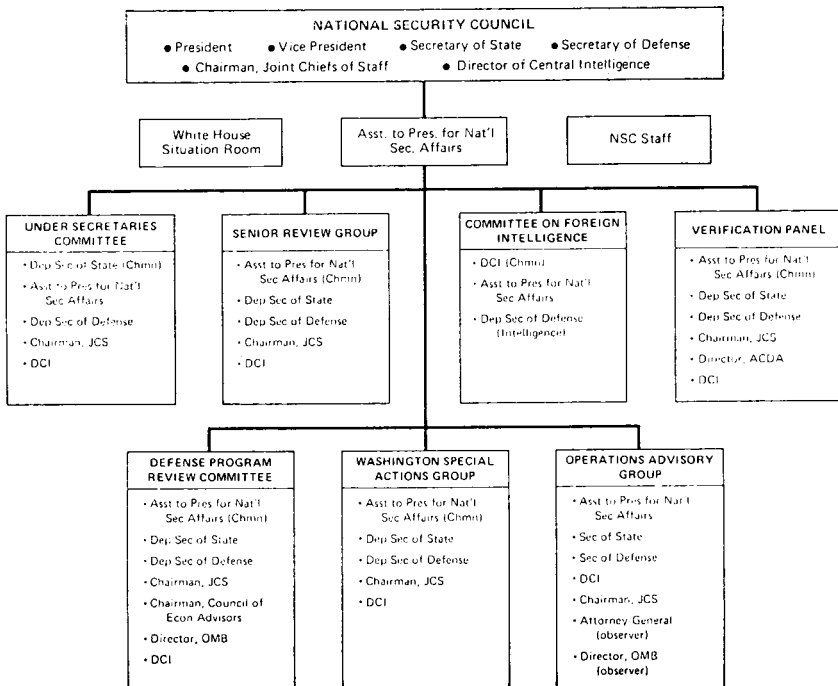 NATIONAL SECURITY COUNCIL
• President • Vice President • Secretary of State • Secretary of Defense
• Chairman, Joint Chiefs of Staff • Director of Central Intelligence
White House
Situation Room
Asst. to Pres. for Nat'l
Sec. Affairs
NSC Staff
UNDER SECRETARIES
COMMITTEE
• Dep Sec of State (Chmn)
• Asst to Pres for Nat'l
Sec Affairs
• Dep Sec of Defense
• Chairman, JCS
• DCI
SENIOR REVIEW GROUP
• Asst to Pres for Nat'l
Sec Affairs (Chmn)
• Dep Sec of State
• Dep Sec of Defense
• Chairman, JCS
• DCI
COMMITTEE ON FOREIGN
INTELLIGENCE
• DCI (Chmn)
• Asst to Pres for Nat'l
Sec Affairs
• Dep Sec of Defense
(Intelligence)
VERIFICATION PANEL
• Asst to Pres for Nat'l
Sec Affairs (Chmn)
• Dep Sec of State
• Dep Sec of Defense
• Chairman, JCS
• Director, ACDA
• DCI
DEFENSE PROGRAM
REVIEW COMMITTEE
• Asst to Pres for Nat'l
Sec Affairs (Chmn)
• Dep Sec of State
• Dep Sec of Defense
• Chairman, JCS
• Chairman, Council of
Econ Advisors
• Director, OMB
• DCI
WASHINGTON SPECIAL
ACTIONS GROUP
• Asst to Pres for Nat'l
Sec Affairs (Chmn)
• Dep Sec of State
• Dep Sec of Defense
• Chairman, JCS
• DCI
OPERATIONS ADVISORY
GROUP
• Asst to Pres for Nat'l
Sec Affairs
• Sec of State
• Sec of Defense
• DCI
• Chairman, JCS
• Attorney General
(observer)
• Director, OMB
(observer)